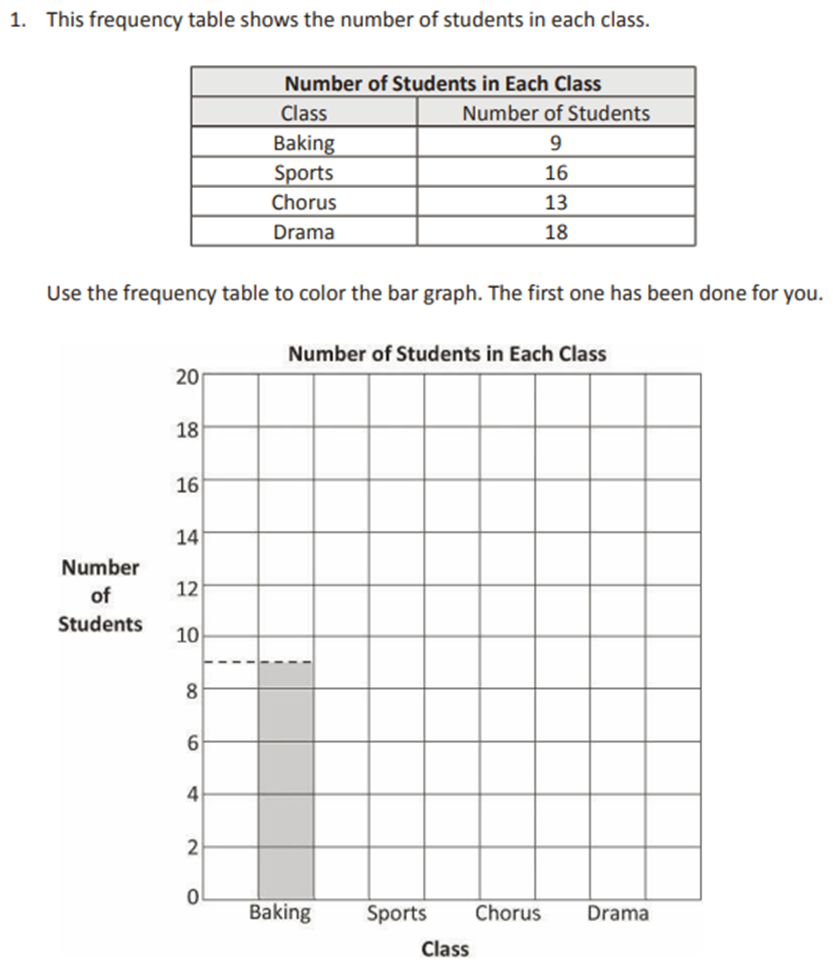 1. This frequency table shows the number of students in each class.
Number of Students in Each Class
Class Number of Students
Baking 9
Sports 16
Chorus 13
Drama 18
Use the frequency table to color the bar graph. The first one has been done for you.
Number of Students in Each Class
20
18
16
14
12
10
8
6
4
2
0
Number
of
Students
Baking Sports Chorus Drama
Class